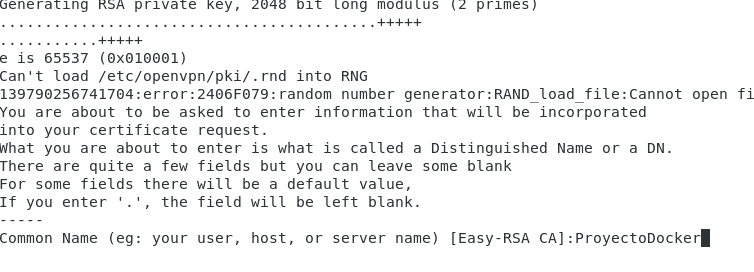 Generating RSA private key, 2048 bit long modulus (2 primes)
........................................+++++
...........+++++
e is 65537 (0x010001)
Can't load /etc/openvpn/pki/.rnd into RNG
139790256741704:error:2406F079:random number generator:RAND_load_file:Cannot open fi
You are about to be asked to enter information that will be incorporated
into your certificate request.
What you are about to enter is what is called a Distinguished Name or a DN.
There are quite a few fields but you can leave some blank
For some fields there will be a default value,
If you enter '.', the field will be left blank.
-----
Common Name (eg: your user, host, or server name) [Easy-RSA CA]:ProyectoDocker